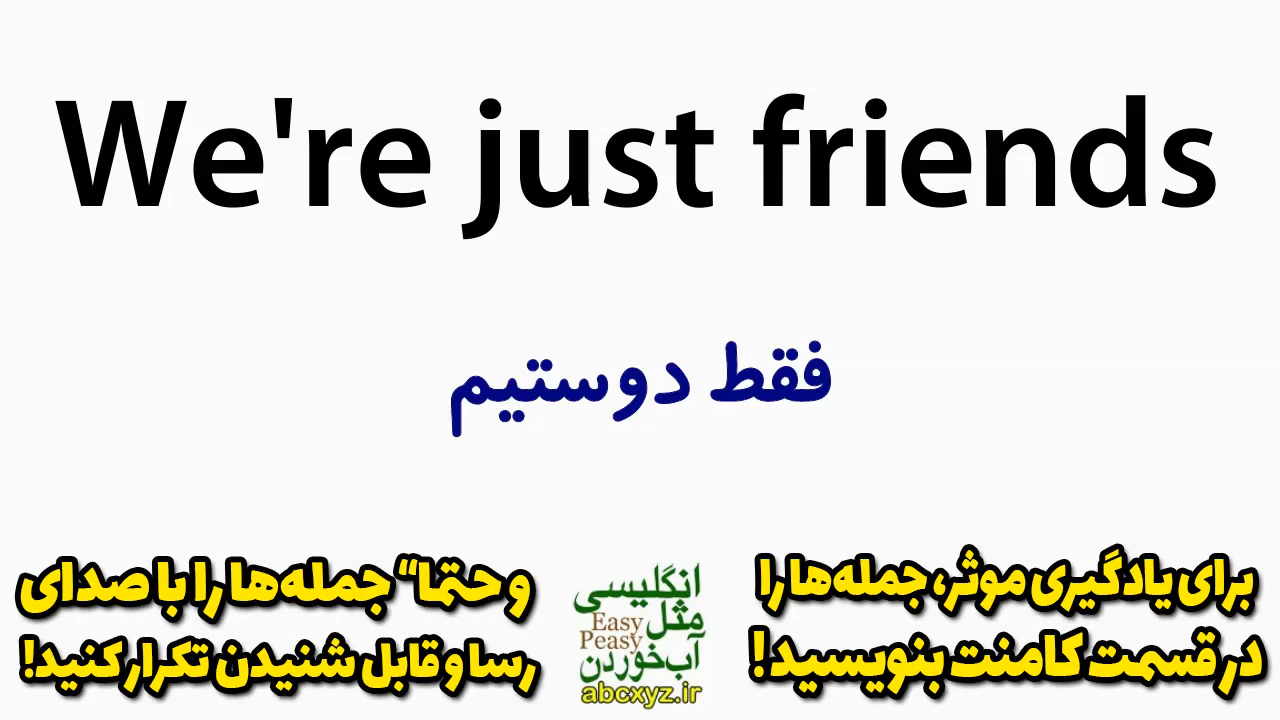 We're just friends
فقط دوستیم
برای یادگیری موثر، جمله‌ها را
در قسمت کامنت بنویسید!
و حتما“ جمله‌ها را با صدای
رسا و قابل شنیدن تکرار کنید!
انگلیسی
مثل
Easy
Peasy
آب خوردن
abcxyz.ir